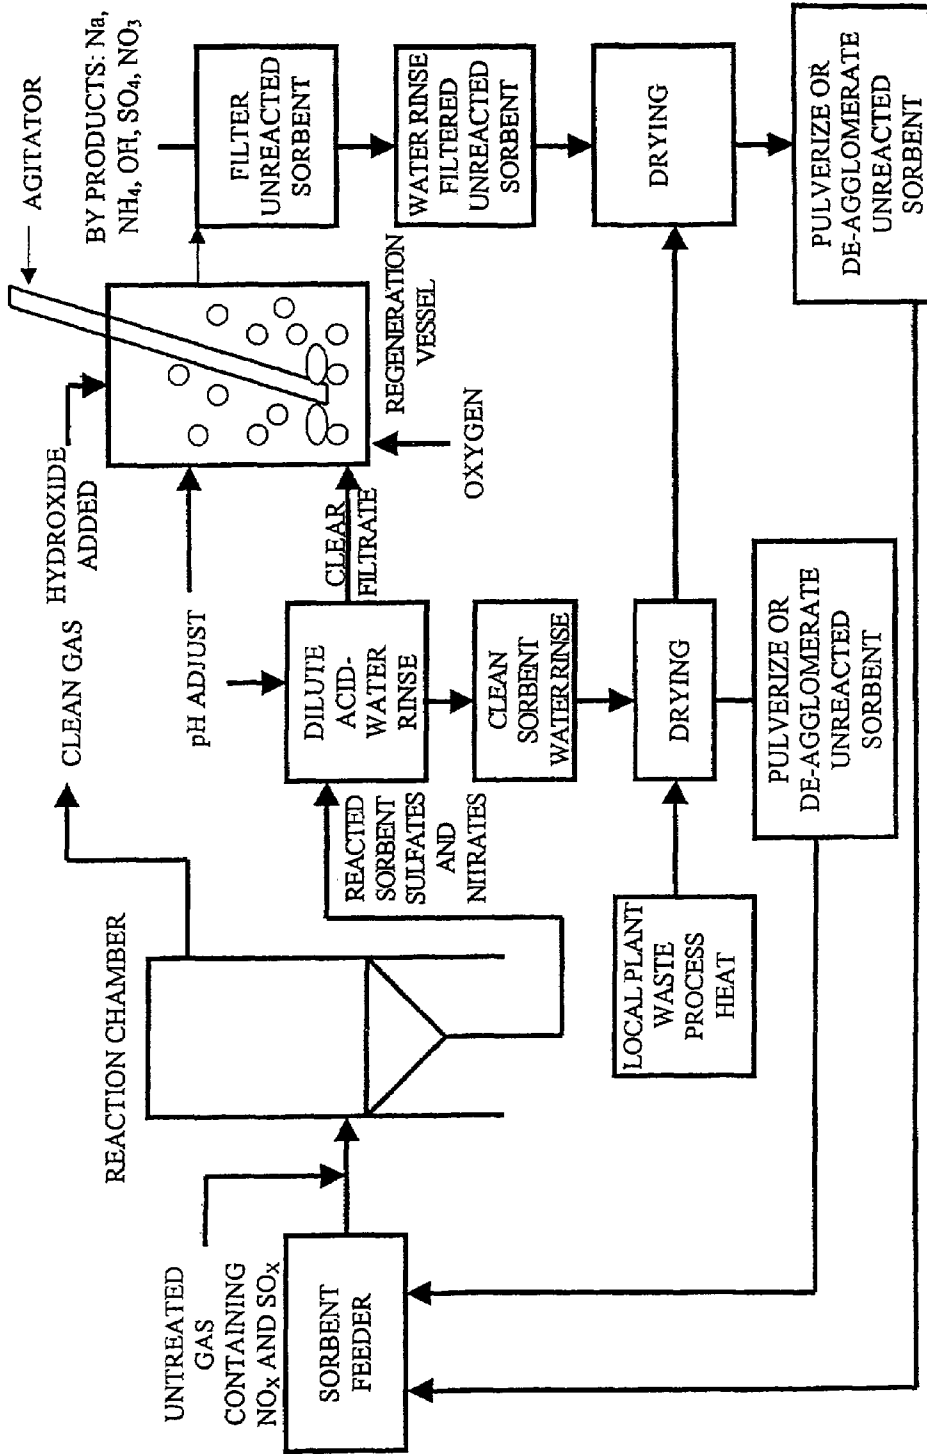 UNTREATED
GAS
CONTAINING
NOX AND SOX
SORBENT
FEEDER
REACTION CHAMBER
CLEAN GAS
REACTED
SORBENT
SULFATES
AND
NITRATES
LOCAL PLANT
WASTE
PROCESS
HEAT
pH ADJUST
DILUTE
ACID-
WATER
RINSE
CLEAN
SORBENT
WATER RINSE
DRYING
PULVERIZE OR
DE-AGGLOMERATE
UNREACTED
SORBENT
HYDROXIDE
ADDED
CLEAR
FILTRATE
OXYGEN
REGENERATION
VESSEL
AGITATOR
BY PRODUCTS: Na,
NH4, OH, SO4, NO3
FILTER
UNREACTED
SORBENT
WATER RINSE
FILTERED
UNREACTED
SORBENT
DRYING
PULVERIZE OR
DE-AGGLOMERATE
UNREACTED
SORBENT